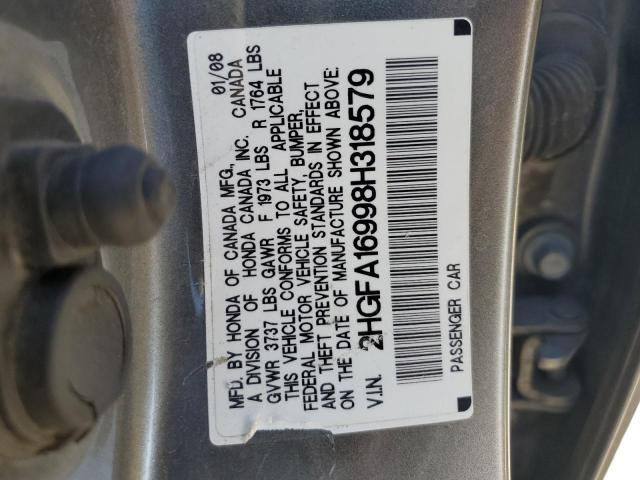 MFD. BY HONDA OF CANADA MFG., 01/08
A DIVISION OF HONDA CANADA INC. CANADA
GVWR 3737 LBS GAWR F 1973 LBS R 1764 LBS
THIS VEHICLE CONFORMS TO ALL APPLICABLE
FEDERAL MOTOR VEHICLE SAFETY, BUMPER,
AND THEFT PREVENTION STANDARDS IN EFFECT
ON THE DATE OF MANUFACTURE SHOWN ABOVE.
V.I.N. 2HGFA16998H318579
PASSENGER CAR